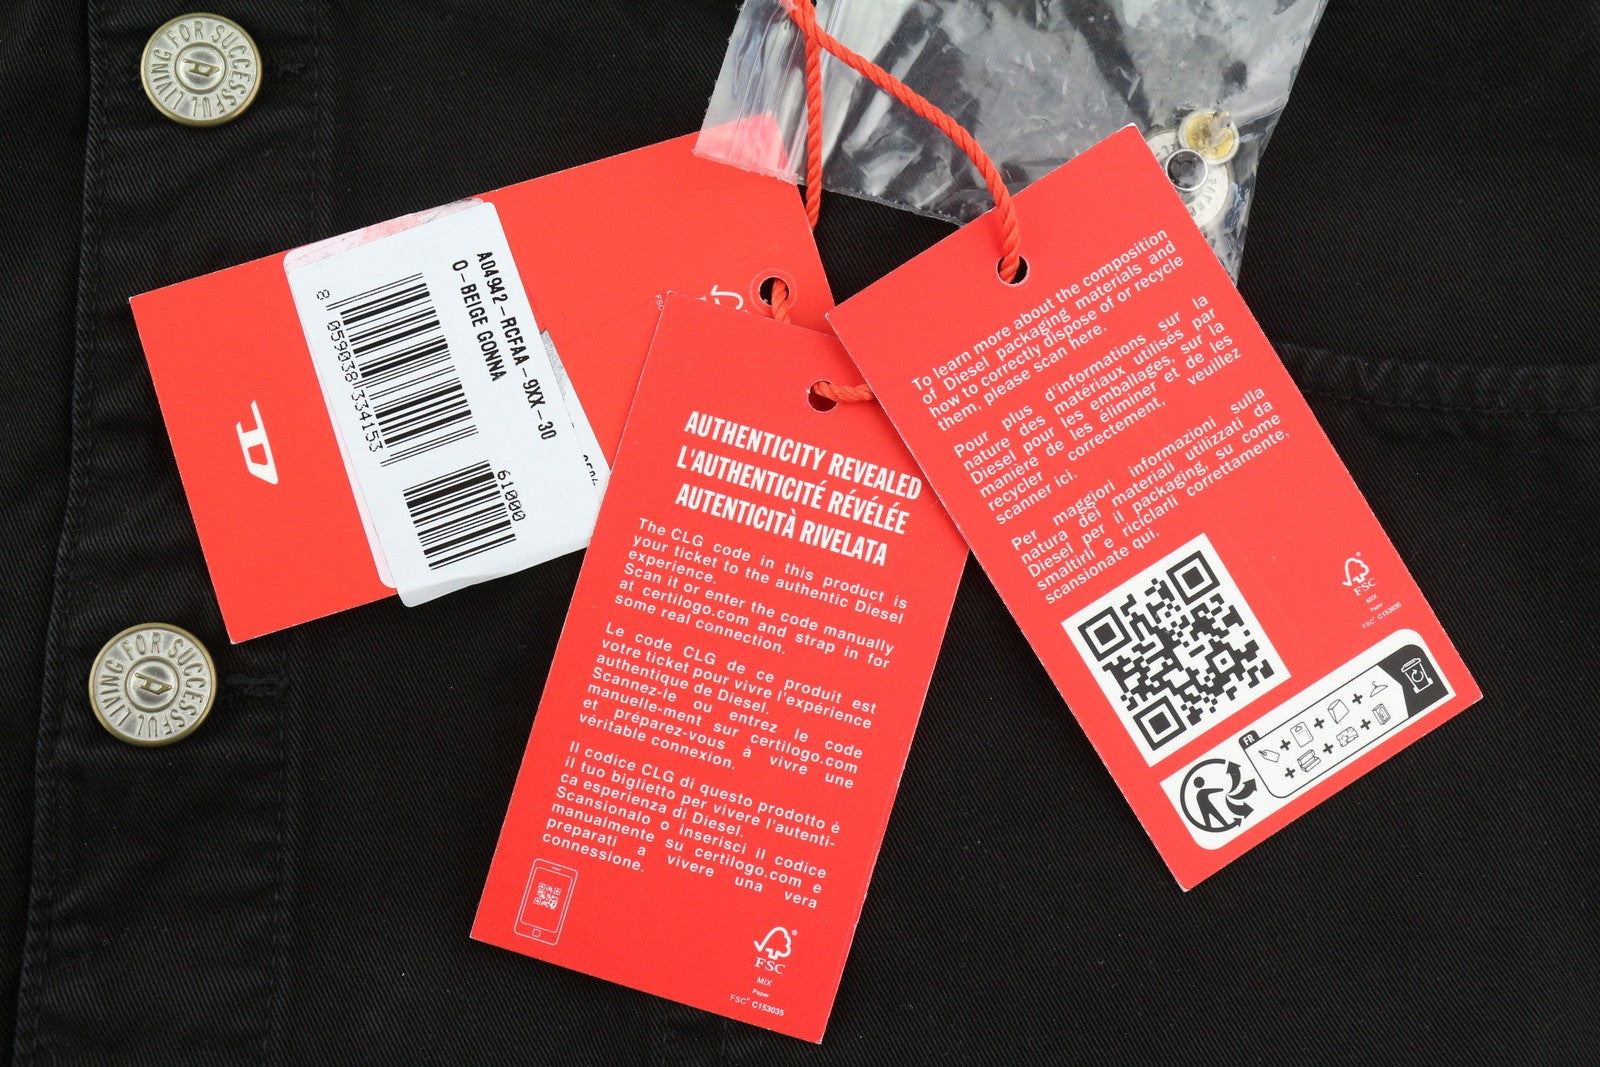 LIVING FOR SUCCESSFUL
LIVING FOR SUCCESSFUL
A04942-RCFAA-9XX-30
O-BEIGE GONNA
8 059038 334153
61000
D
AUTHENTICITY REVEALED
L'AUTHENTICITÉ RÉVÉLÉE
AUTENTICITÀ RIVELATA
The CLG code in this product is
your ticket to the authentic Diesel
experience.
Scan it or enter the code manually
at certilogo.com and strap in for
some real connection.
Le code CLG de ce produit est
votre ticket pour vivre l'expérience
authentique de Diesel.
Scannez-le ou entrez le code
manuelle-ment sur certilogo.com
et préparez-vous à vivre une
véritable connexion.
Il codice CLG di questo prodotto è
il tuo biglietto per vivere l'autenti-
ca esperienza di Diesel.
Scansionalo o inserisci il codice
manualmente su certilogo.com e
preparati a vivere una vera
connessione.
FSC
MIX
Paper
FSC® C153035
To learn more about the composition
of Diesel packaging materials and
how to correctly dispose of or recycle
them, please scan here.
Pour plus d'informations sur la
nature des matériaux utilisés par
Diesel pour les emballages, sur la
manière de les éliminer et de les
recycler correctement, veuillez
scanner ici.
Per maggiori informazioni sulla
natura dei materiali utilizzati da
Diesel per il packaging, su come
smaltirli e riciclarli correttamente,
scansionate qui.
FSC
MIX
Paper
FSC® C153035
FR